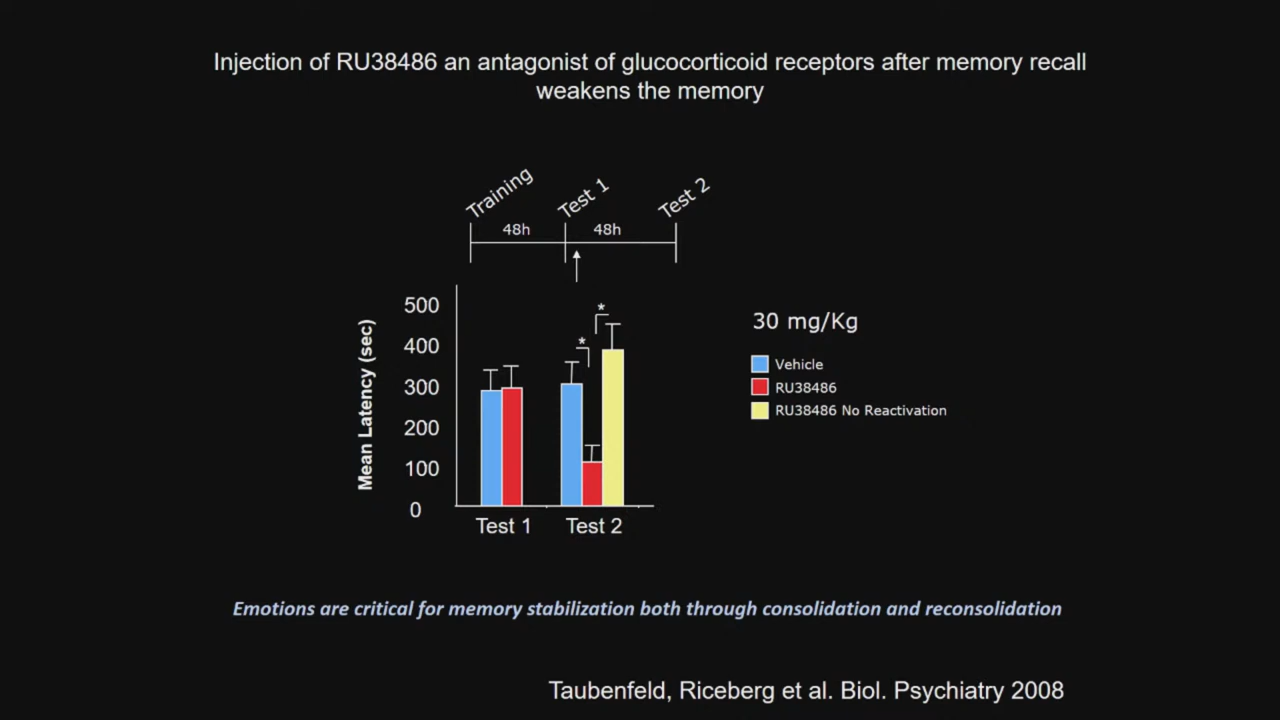 Injection of RU38486 an antagonist of glucocorticoid receptors after memory recall
weakens the memory
Training
Test 1
Test 2
48h
48h
Mean Latency (sec)
500
400
300
200
100
0
*
*
Test 1
Test 2
30 mg/Kg
Vehicle
RU38486
RU38486 No Reactivation
Emotions are critical for memory stabilization both through consolidation and reconsolidation
Taubenfeld, Riceberg et al. Biol. Psychiatry 2008